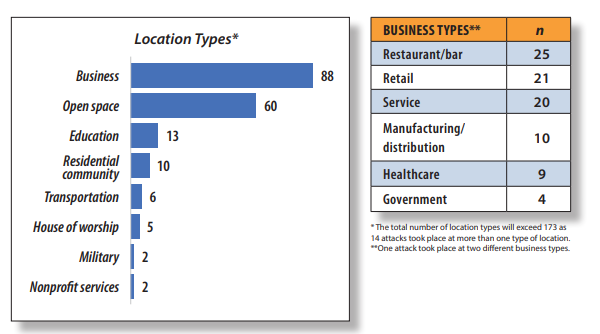 Location Types*
Business 88
Open space 60
Education 13
Residential
community 10
Transportation 6
House of worship 5
Military 2
Nonprofit services 2
BUSINESS TYPES** n
Restaurant/bar 25
Retail 21
Service 20
Manufacturing/
distribution 10
Healthcare 9
Government 4
* The total number of location types will exceed 173 as
14 attacks took place at more than one type of location.
**One attack took place at two different business types.